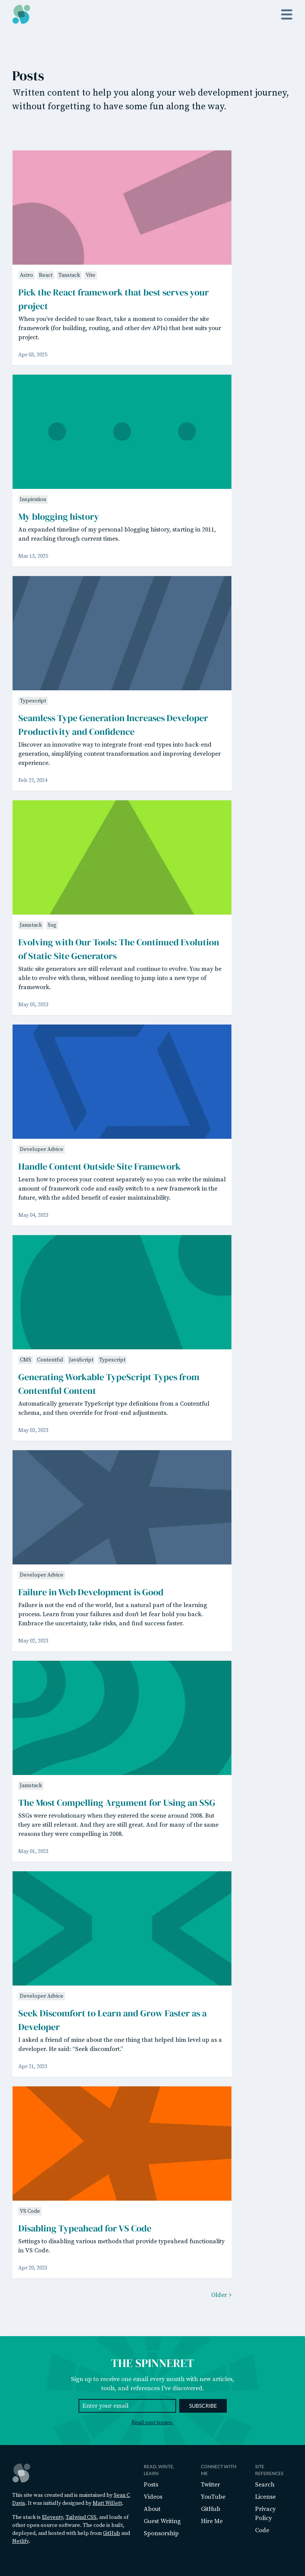 Posts
Written content to help you along your web development journey,
without forgetting to have some fun along the way.
Astro React Tanstack Vite
Pick the React framework that best serves your
project
When you've decided to use React, take a moment to consider the site
framework (for building, routing, and other dev APIs) that best suits your
project.
Apr 03, 2025
Inspiration
My blogging history
An expanded timeline of my personal blogging history, starting in 2011,
and reaching through current times.
Mar 13, 2025
Typescript
Seamless Type Generation Increases Developer
Productivity and Confidence
Discover an innovative way to integrate front-end types into back-end
generation, simplifying content transformation and improving developer
experience.
Feb 22, 2024
Jamstack Ssg
Evolving with Our Tools: The Continued Evolution
of Static Site Generators
Static site generators are still relevant and continue to evolve. You may be
able to evolve with them, without needing to jump into a new type of
framework.
May 05, 2023
Developer Advice
Handle Content Outside Site Framework
Learn how to process your content separately so you can write the minimal
amount of framework code and easily switch to a new framework in the
future, with the added benefit of easier maintainability.
May 04, 2023
CMS Contentful JavaScript Typescript
Generating Workable TypeScript Types from
Contentful Content
Automatically generate TypeScript type definitions from a Contentful
schema, and then override for front-end adjustments.
May 03, 2023
Developer Advice
Failure in Web Development is Good
Failure is not the end of the world, but a natural part of the learning
process. Learn from your failures and don't let fear hold you back.
Embrace the uncertainty, take risks, and find success faster.
May 02, 2023
Jamstack
The Most Compelling Argument for Using an SSG
SSGs were revolutionary when they entered the scene around 2008. But
they are still relevant. And they are still great. And for many of the same
reasons they were compelling in 2008.
May 01, 2023
Developer Advice
Seek Discomfort to Learn and Grow Faster as a
Developer
I asked a friend of mine about the one thing that helped him level up as a
developer. He said: “Seek discomfort.”
Apr 21, 2023
VS Code
Disabling Typeahead for VS Code
Settings to disabling various methods that provide typeahead functionality
in VS Code.
Apr 20, 2023
Older >
THE SPINNERET
Sign up to receive one email every month with new articles,
tools, and references I've discovered.
Enter your email
SUBSCRIBE
Read past issues.
This site was created and is maintained by Sean C
Davis. It was initially designed by Matt Willett.
The stack is Eleventy, Tailwind CSS, and loads of
other open source software. The code is built,
deployed, and hosted with help from GitHub and
Netlify.
READ, WRITE,
LEARN
Posts
Videos
About
Guest Writing
Sponsorship
CONNECT WITH
ME
Twitter
YouTube
GitHub
Hire Me
SITE
REFERENCES
Search
License
Privacy
Policy
Code